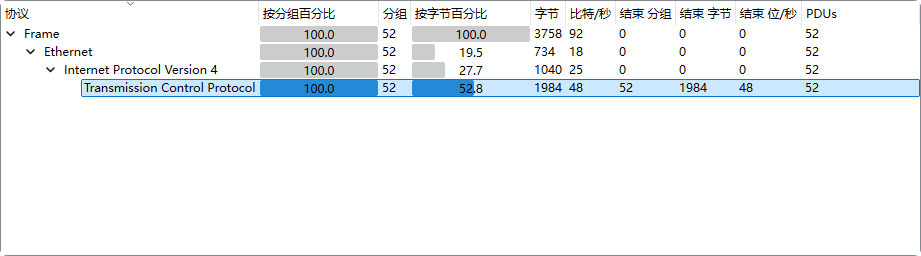 协议 按分组百分比 分组 按字节百分比 字节 比特/秒 结束 分组 结束 字节 结束 位/秒 PDUs
Frame 100.0 52 100.0 3758 92 0 0 0 52
Ethernet 100.0 52 19.5 734 18 0 0 0 52
Internet Protocol Version 4 100.0 52 27.7 1040 25 0 0 0 52
Transmission Control Protocol 100.0 52 52.8 1984 48 52 1984 48 52